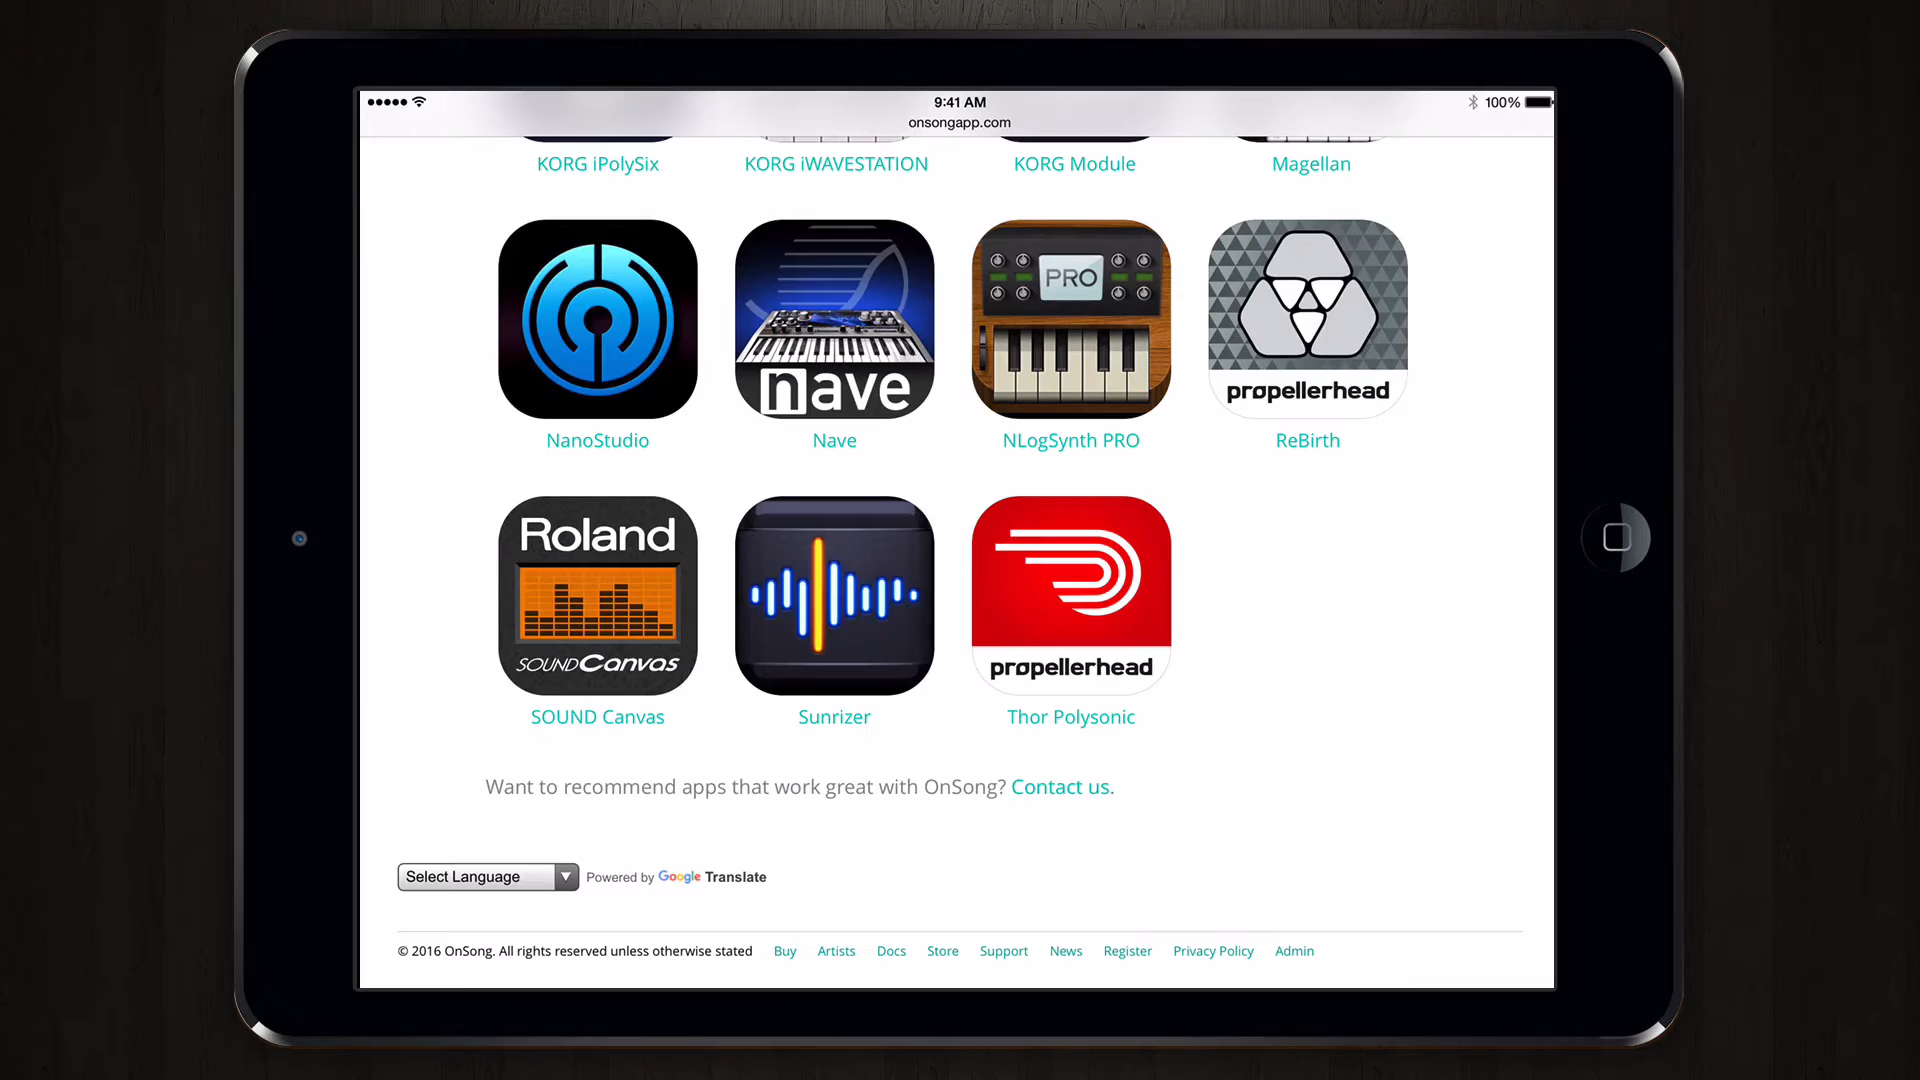 9:41 AM
100%
onsongapp.com
KORG iPolySix
KORG iWAVESTATION
KORG Module
Magellan
nave
PRO
propellerhead
NanoStudio
Nave
NLogSynth PRO
ReBirth
Roland
SOUND Canvas
propellerhead
SOUND Canvas
Sunrizer
Thor Polysonic
Want to recommend apps that work great with OnSong? Contact us.
Select Language
Powered by Google Translate
© 2016 OnSong. All rights reserved unless otherwise stated Buy Artists Docs Store Support News Register Privacy Policy Admin